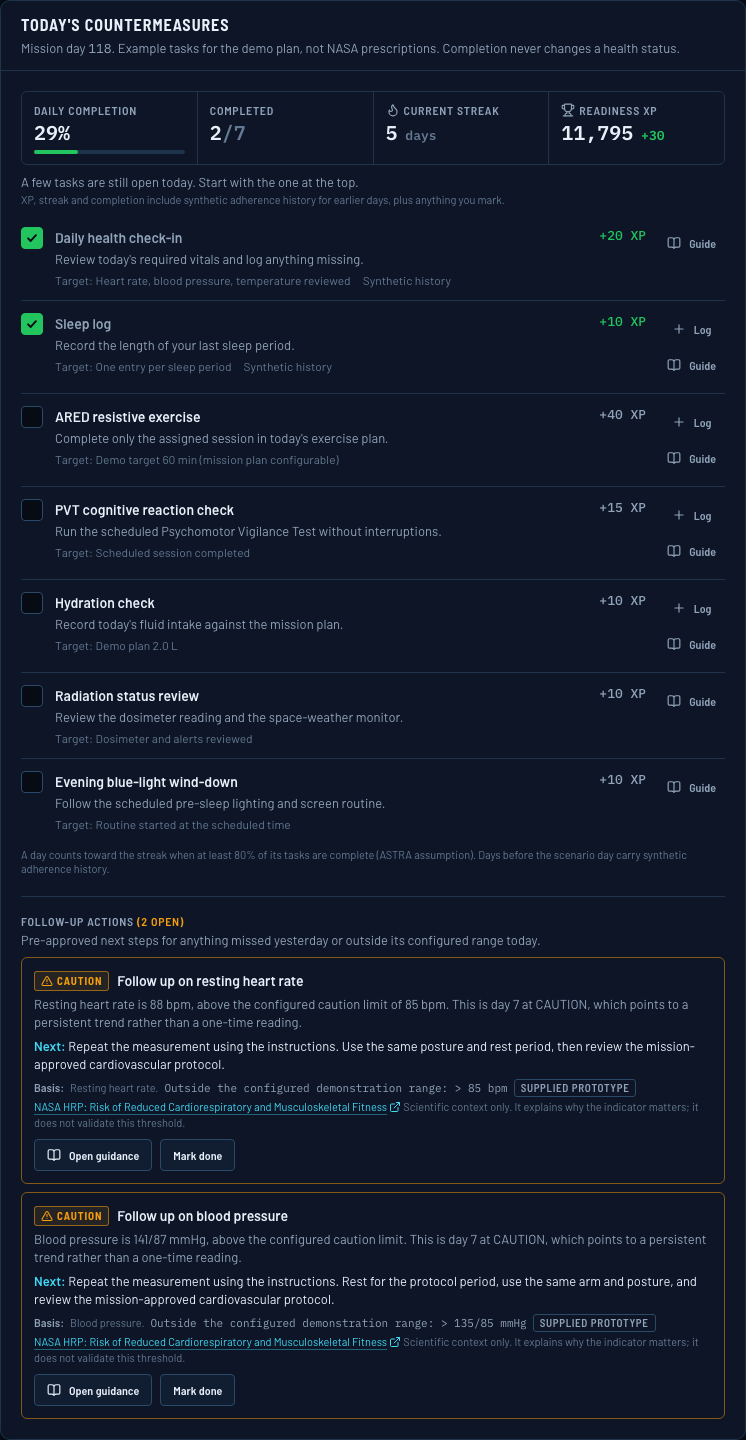 TODAY'S COUNTERMEASURES
Mission day 118. Example tasks for the demo plan, not NASA prescriptions. Completion never changes a health status.
DAILY COMPLETION
29%
COMPLETED
2/7
CURRENT STREAK
5 days
READINESS XP
11,795 +30
A few tasks are still open today. Start with the one at the top.
XP, streak and completion include synthetic adherence history for earlier days, plus anything you mark.
Daily health check-in
+20 XP
Guide
Review today's required vitals and log anything missing.
Target: Heart rate, blood pressure, temperature reviewed Synthetic history
Sleep log
+10 XP
Log
Record the length of your last sleep period.
Target: One entry per sleep period Synthetic history
Guide
ARED resistive exercise
+40 XP
Log
Complete only the assigned session in today's exercise plan.
Target: Demo target 60 min (mission plan configurable)
Guide
PVT cognitive reaction check
+15 XP
Log
Run the scheduled Psychomotor Vigilance Test without interruptions.
Target: Scheduled session completed
Guide
Hydration check
+10 XP
Log
Record today's fluid intake against the mission plan.
Target: Demo plan 2.0 L
Guide
Radiation status review
+10 XP
Guide
Review the dosimeter reading and the space-weather monitor.
Target: Dosimeter and alerts reviewed
Evening blue-light wind-down
+10 XP
Guide
Follow the scheduled pre-sleep lighting and screen routine.
Target: Routine started at the scheduled time
A day counts toward the streak when at least 80% of its tasks are complete (ASTRA assumption). Days before the scenario day carry synthetic
adherence history.
FOLLOW-UP ACTIONS (2 OPEN)
Pre-approved next steps for anything missed yesterday or outside its configured range today.
CAUTION Follow up on resting heart rate
Resting heart rate is 88 bpm, above the configured caution limit of 85 bpm. This is day 7 at CAUTION, which points to a
persistent trend rather than a one-time reading.
Next: Repeat the measurement using the instructions. Use the same posture and rest period, then review the mission-
approved cardiovascular protocol.
Basis: Resting heart rate. Outside the configured demonstration range: > 85 bpm SUPPLIED PROTOTYPE
NASA HRP: Risk of Reduced Cardiorespiratory and Musculoskeletal Fitness Scientific context only. It explains why the indicator matters; it
does not validate this threshold.
Open guidance
Mark done
CAUTION Follow up on blood pressure
Blood pressure is 141/87 mmHg, above the configured caution limit. This is day 7 at CAUTION, which points to a persistent
trend rather than a one-time reading.
Next: Repeat the measurement using the instructions. Rest for the protocol period, use the same arm and posture, and
review the mission-approved cardiovascular protocol.
Basis: Blood pressure. Outside the configured demonstration range: > 135/85 mmHg SUPPLIED PROTOTYPE
NASA HRP: Risk of Reduced Cardiorespiratory and Musculoskeletal Fitness Scientific context only. It explains why the indicator matters; it
does not validate this threshold.
Open guidance
Mark done